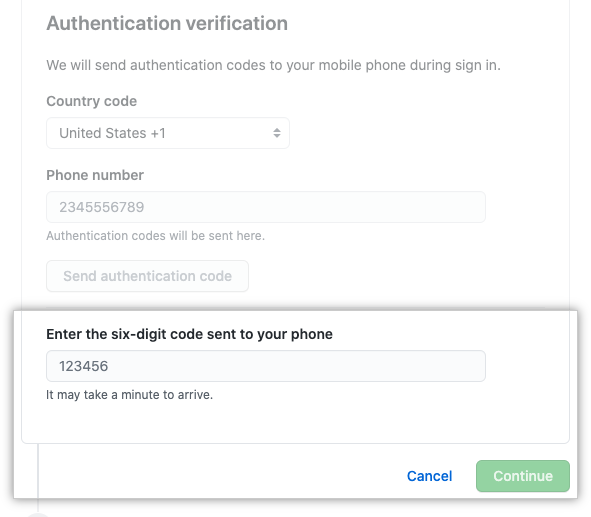 Authentication verification
We will send authentication codes to your mobile phone during sign in.
Country code
United States +1
Phone number
2345556789
Authentication codes will be sent here.
Send authentication code
Enter the six-digit code sent to your phone
123456
It may take a minute to arrive.
Cancel Continue